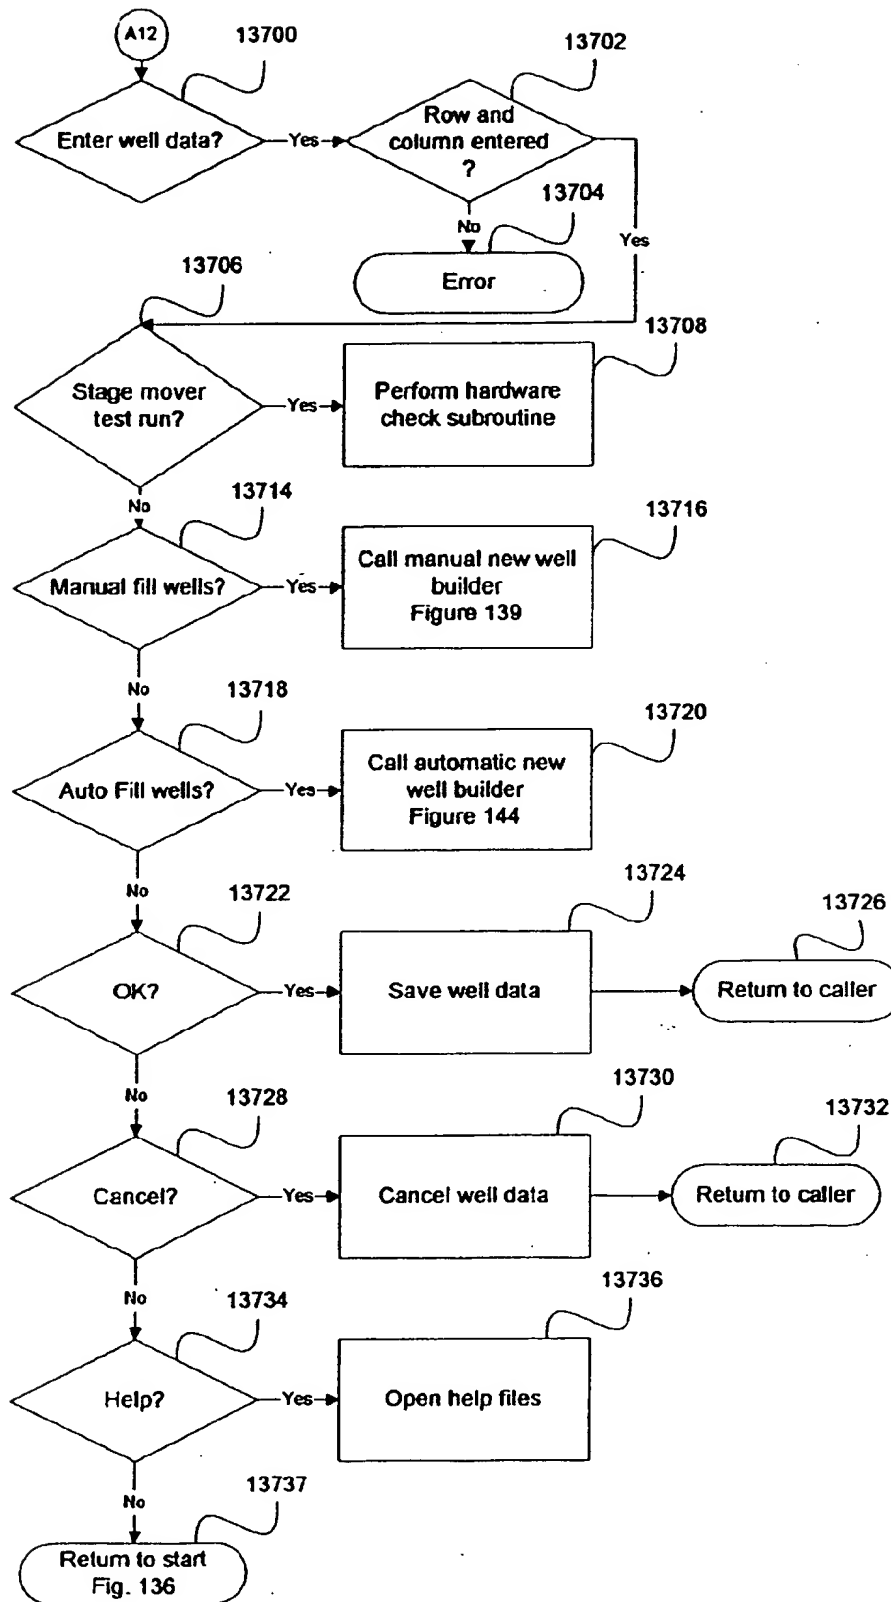 A12
13700
13702
Enter well data?
Yes
Row and
column entered
?
No
13704
Yes
Error
13706
13708
Stage mover
test run?
Yes
Perform hardware
check subroutine
No
13714
13716
Manual fill wells?
Yes
Call manual new well
builder
Figure 139
No
13718
13720
Auto Fill wells?
Yes
Call automatic new
well builder
Figure 144
No
13722
13724
13726
OK?
Yes
Save well data
Return to caller
No
13728
13730
13732
Cancel?
Yes
Cancel well data
Return to caller
No
13734
13736
Help?
Yes
Open help files
No
13737
Return to start
Fig. 136